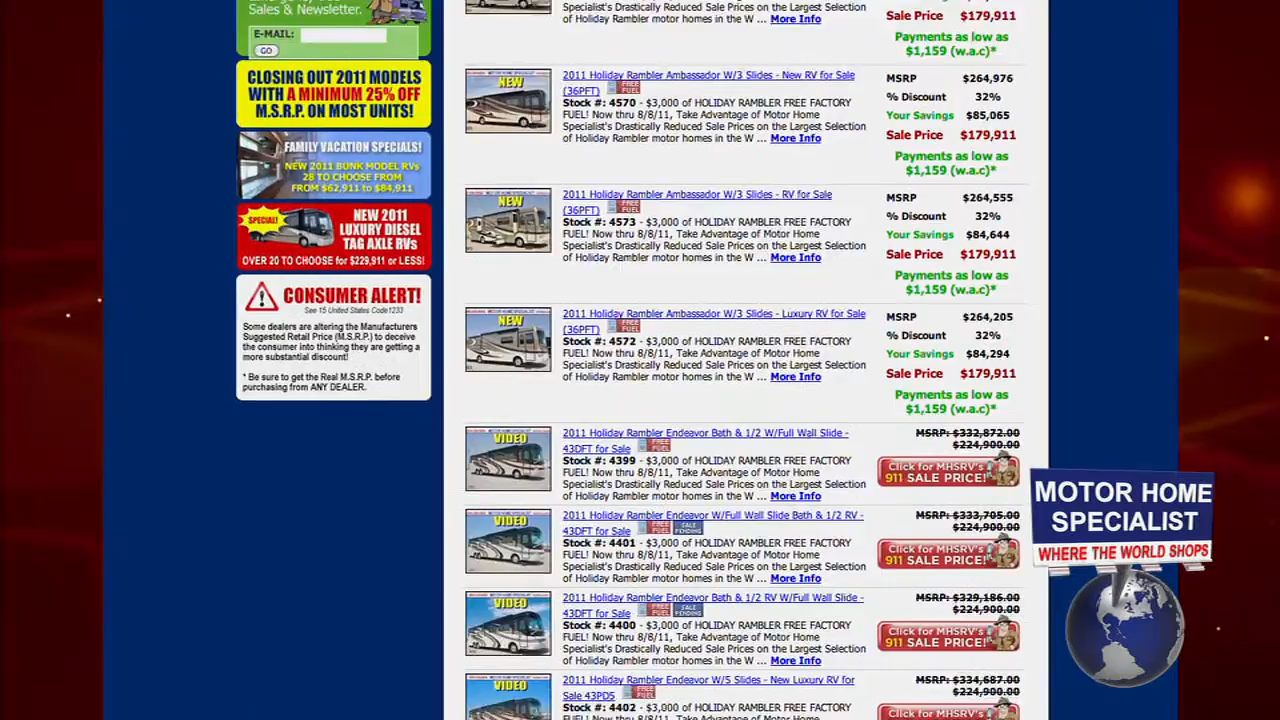 Sales & Newsletter.
E-MAIL:
GO
CLOSING OUT 2011 MODELS
WITH A MINIMUM 25% OFF
M.S.R.P. ON MOST UNITS!
FAMILY VACATION SPECIALS!
NEW 2011 BUNK MODEL RVs
28 TO CHOOSE FROM
FROM $62,911 to $84,911
SPECIAL!
NEW 2011
LUXURY DIESEL
TAG AXLE RVs
OVER 20 TO CHOOSE for $229,911 or LESS!
CONSUMER ALERT!
See 15 United States Code1233
Some dealers are altering the Manufacturers
Suggested Retail Price (M.S.R.P.) to deceive
the consumer into thinking they are getting a
more substantial discount!
* Be sure to get the Real M.S.R.P. before
purchasing from ANY DEALER.
Specialist's Drastically Reduced Sale Prices on the Largest Selection
of Holiday Rambler motor homes in the W ... More Info
Sale Price $179,911
Payments as low as
$1,159 (w.a.c)*
NEW
2011 Holiday Rambler Ambassador W/3 Slides - New RV for Sale
(36PFT) FREE FUEL
Stock #: 4570 - $3,000 of HOLIDAY RAMBLER FREE FACTORY
FUEL! Now thru 8/8/11, Take Advantage of Motor Home
Specialist's Drastically Reduced Sale Prices on the Largest Selection
of Holiday Rambler motor homes in the W ... More Info
MSRP $264,976
% Discount 32%
Your Savings $85,065
Sale Price $179,911
Payments as low as
$1,159 (w.a.c)*
NEW
2011 Holiday Rambler Ambassador W/3 Slides - RV for Sale
(36PFT) FREE FUEL
Stock #: 4573 - $3,000 of HOLIDAY RAMBLER FREE FACTORY
FUEL! Now thru 8/8/11, Take Advantage of Motor Home
Specialist's Drastically Reduced Sale Prices on the Largest Selection
of Holiday Rambler motor homes in the W ... More Info
MSRP $264,555
% Discount 32%
Your Savings $84,644
Sale Price $179,911
Payments as low as
$1,159 (w.a.c)*
NEW
2011 Holiday Rambler Ambassador W/3 Slides - Luxury RV for Sale
(36PFT) FREE FUEL
Stock #: 4572 - $3,000 of HOLIDAY RAMBLER FREE FACTORY
FUEL! Now thru 8/8/11, Take Advantage of Motor Home
Specialist's Drastically Reduced Sale Prices on the Largest Selection
of Holiday Rambler motor homes in the W ... More Info
MSRP $264,205
% Discount 32%
Your Savings $84,294
Sale Price $179,911
Payments as low as
$1,159 (w.a.c)*
VIDEO
2011 Holiday Rambler Endeavor Bath & 1/2 W/Full Wall Slide -
43DFT for Sale FREE FUEL
Stock #: 4399 - $3,000 of HOLIDAY RAMBLER FREE FACTORY
FUEL! Now thru 8/8/11, Take Advantage of Motor Home
Specialist's Drastically Reduced Sale Prices on the Largest Selection
of Holiday Rambler motor homes in the W ... More Info
MSRP: $332,872.00
$224,900.00
Click for MHSRV's
911 SALE PRICE!
VIDEO
2011 Holiday Rambler Endeavor W/Full Wall Slide Bath & 1/2 RV -
43DFT for Sale FREE FUEL SALE PENDING
Stock #: 4401 - $3,000 of HOLIDAY RAMBLER FREE FACTORY
FUEL! Now thru 8/8/11, Take Advantage of Motor Home
Specialist's Drastically Reduced Sale Prices on the Largest Selection
of Holiday Rambler motor homes in the W ... More Info
MSRP: $333,705.00
$224,900.00
Click for MHSRV's
911 SALE PRICE!
VIDEO
2011 Holiday Rambler Endeavor Bath & 1/2 RV W/Full Wall Slide -
43DFT for Sale FREE FUEL SALE PENDING
Stock #: 4400 - $3,000 of HOLIDAY RAMBLER FREE FACTORY
FUEL! Now thru 8/8/11, Take Advantage of Motor Home
Specialist's Drastically Reduced Sale Prices on the Largest Selection
of Holiday Rambler motor homes in the W ... More Info
MSRP: $329,186.00
$224,900.00
Click for MHSRV's
911 SALE PRICE!
VIDEO
2011 Holiday Rambler Endeavor W/5 Slides - New Luxury RV for
Sale 43PDS FREE FUEL
Stock #: 4402 - $3,000 of HOLIDAY RAMBLER FREE FACTORY
MSRP: $334,687.00
$224,900.00
Click for MHSRV's
MOTOR HOME
SPECIALIST
WHERE THE WORLD SHOPS